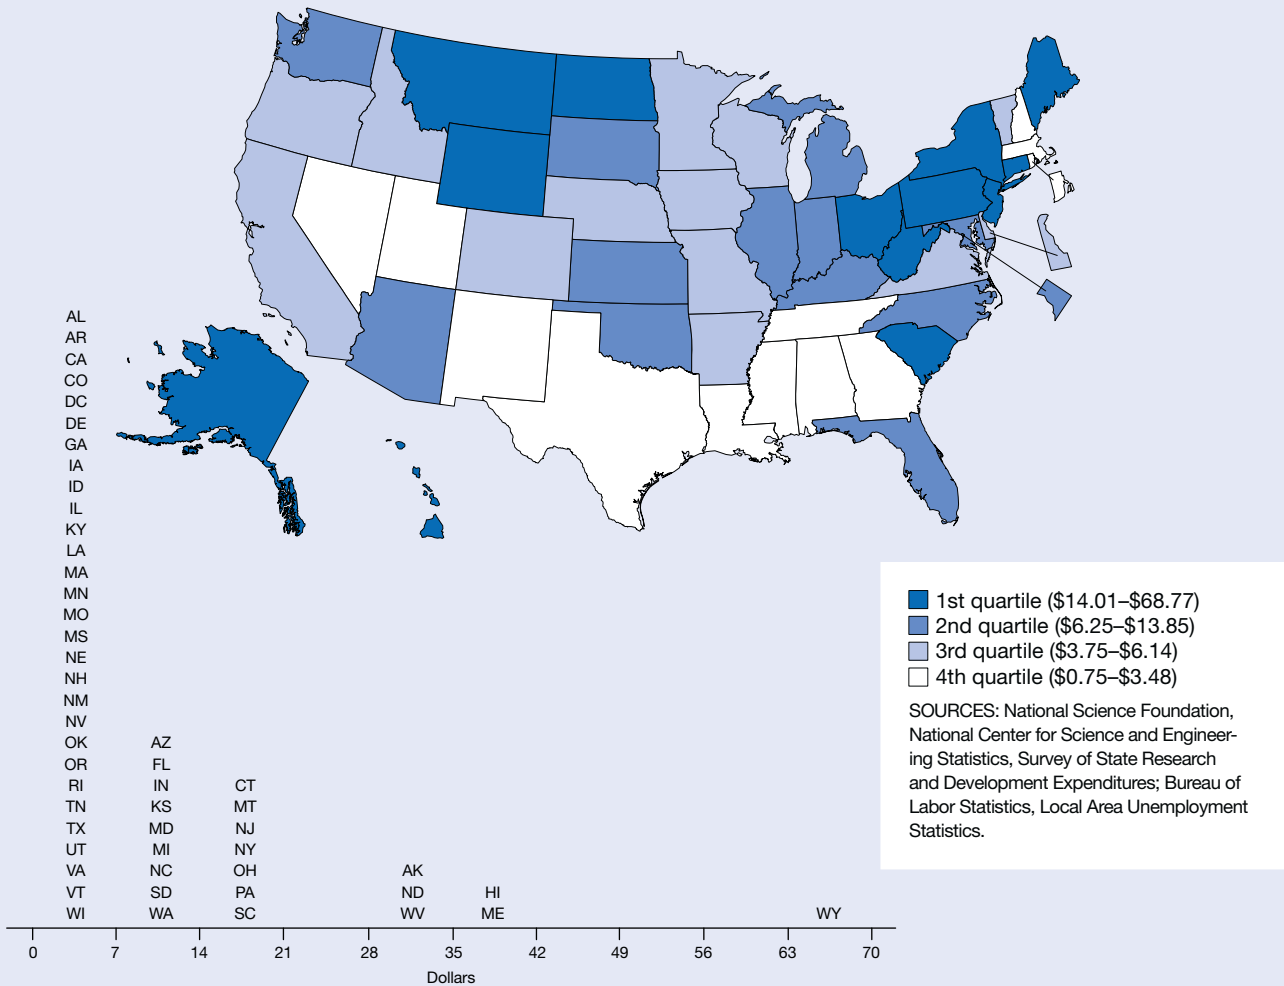 AL
AR
CA
CO
DC
DE
GA
IA
ID
IL
KY
LA
MA
MN
MO
MS
NE
NH
NM
NV
OK AZ
OR FL
RI IN CT
TN KS MT
TX MD NJ
UT MI NY
VA NC OH AK
VT SD PA ND HI
WI WA SC WV ME WY
0 7 14 21 28 35 42 49 56 63 70
Dollars
1st quartile ($14.01–$68.77)
2nd quartile ($6.25–$13.85)
3rd quartile ($3.75–$6.14)
4th quartile ($0.75–$3.48)
SOURCES: National Science Foundation,
National Center for Science and Engineer-
ing Statistics, Survey of State Research
and Development Expenditures; Bureau of
Labor Statistics, Local Area Unemployment
Statistics.